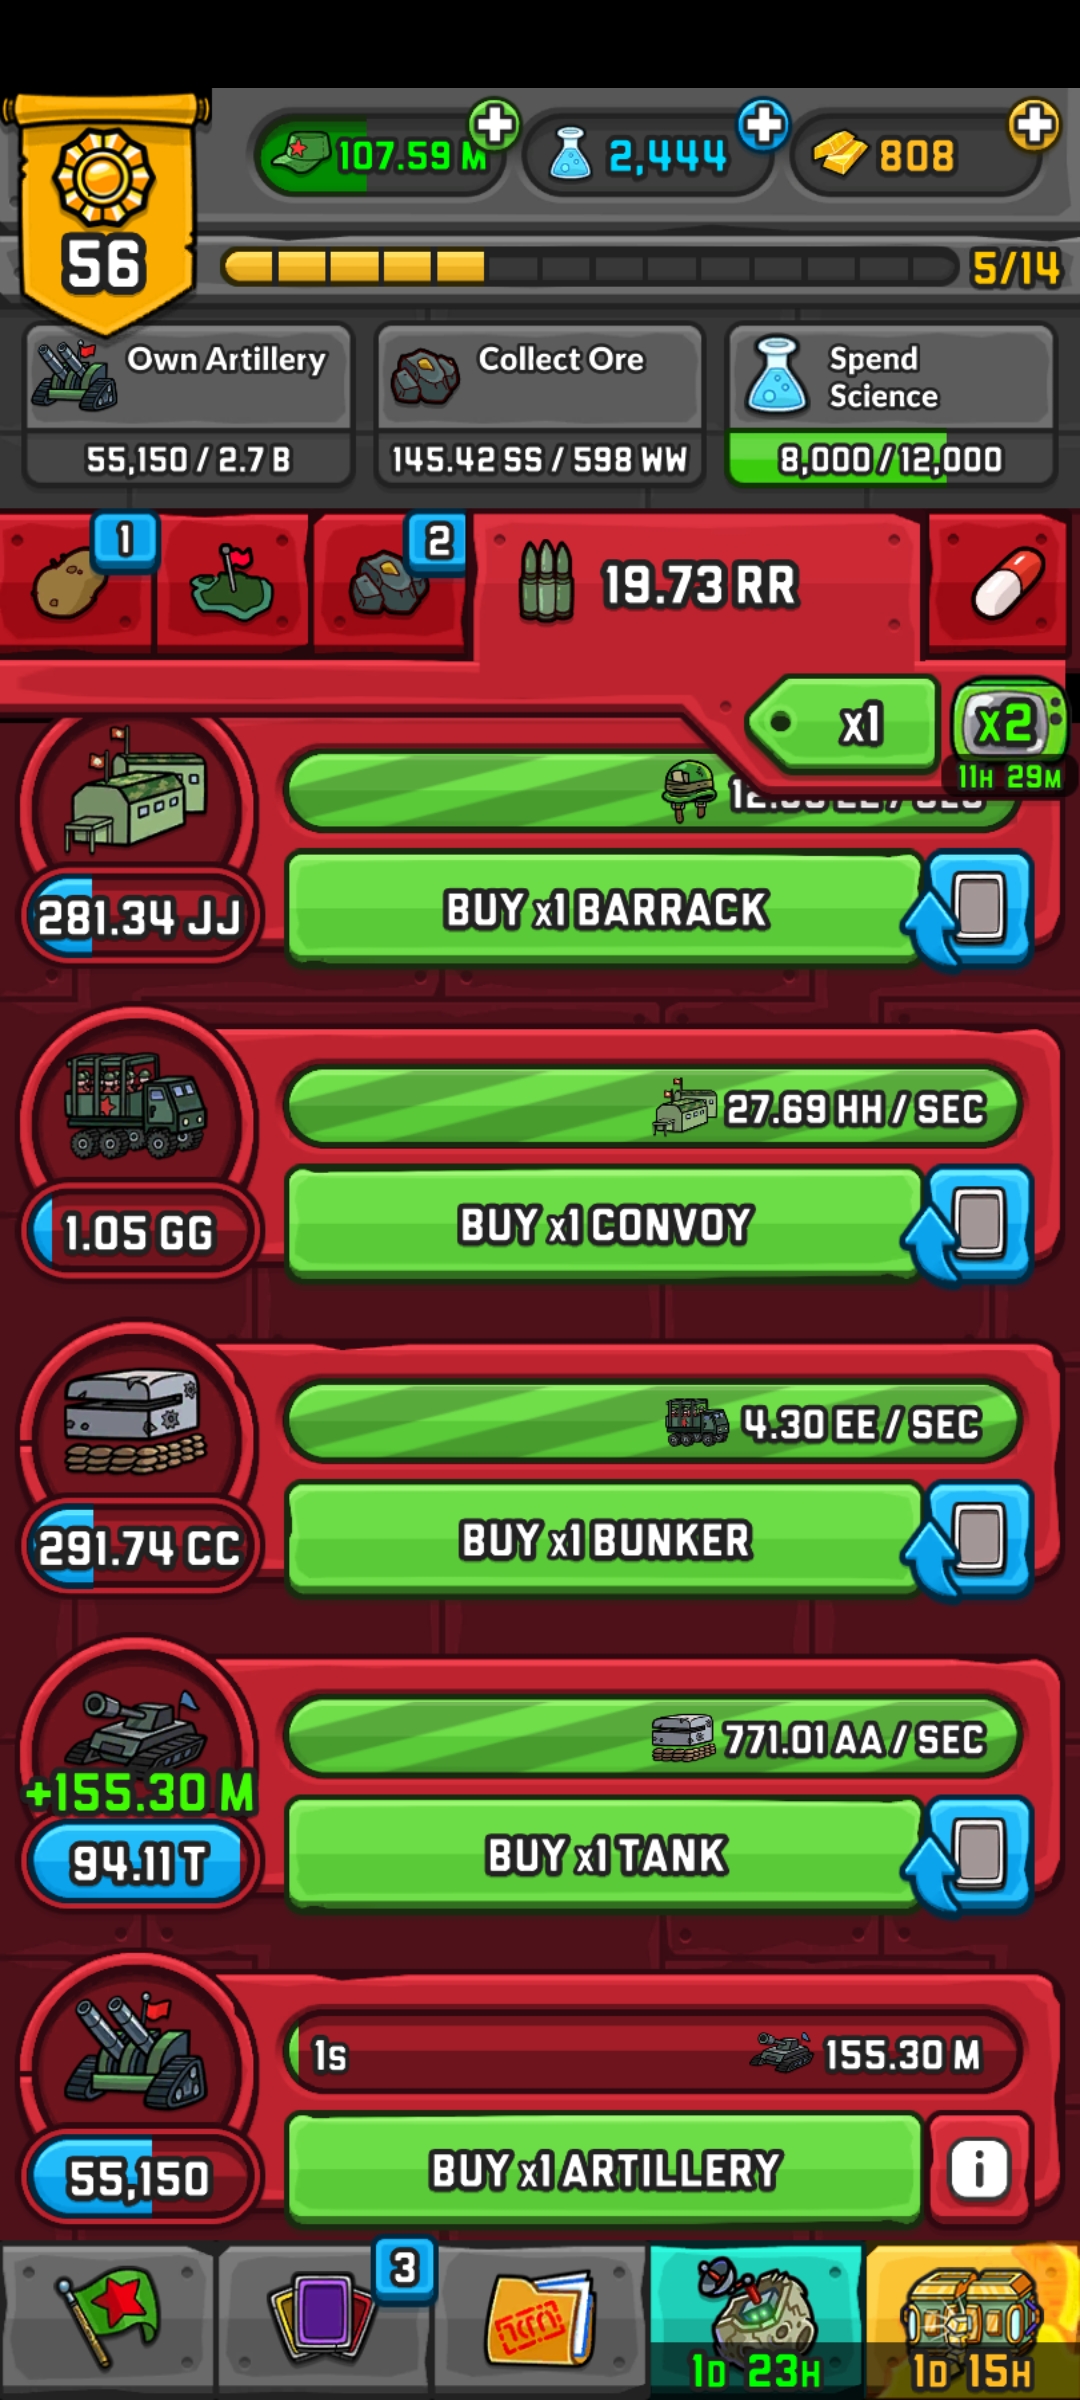 107.59 M
2,444
808
56
5/14
Own Artillery
Collect Ore
Spend
Science
55,150 / 2.7 B
145.42 SS / 598 WW
8,000 / 12,000
1
2
19.73 RR
x1
x2
11H 29M
281.34 JJ
BUY x1 BARRACK
27.69 HH / SEC
1.05 GG
BUY x1 CONVOY
4.30 EE / SEC
291.74 CC
BUY x1 BUNKER
771.01 AA / SEC
+155.30 M
94.11 T
BUY x1 TANK
1s
155.30 M
55,150
BUY x1 ARTILLERY
i
3
1D 23H
1D 15H